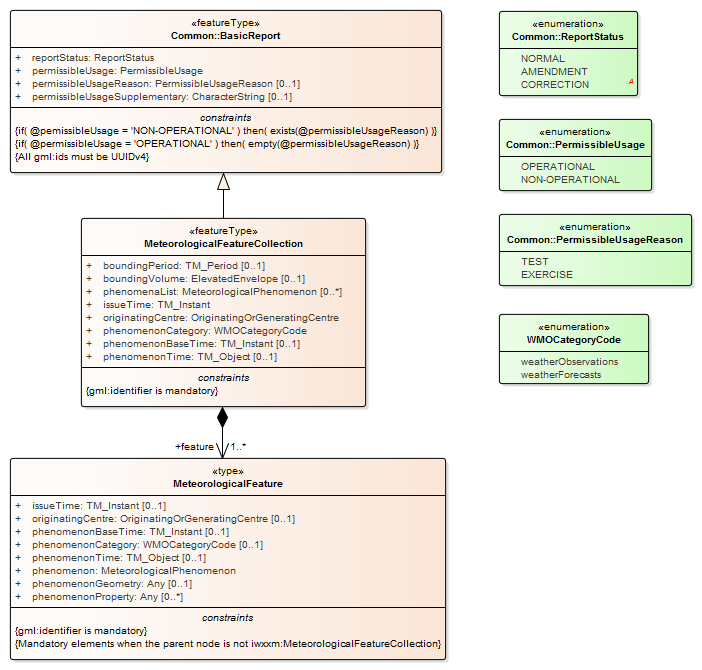 «featureType»
Common::BasicReport
+ reportStatus: ReportStatus
+ permissibleUsage: PermissibleUsage
+ permissibleUsageReason: PermissibleUsageReason [0..1]
+ permissibleUsageSupplementary: CharacterString [0..1]
constraints
{if( @pemissibleUsage = 'NON-OPERATIONAL' ) then( exists(@permissibleUsageReason) )}
{if( @permissibleUsage = 'OPERATIONAL' ) then( empty(@permissibleUsageReason) )}
{All gml:ids must be UUIDv4}
«featureType»
MeteorologicalFeatureCollection
+ boundingPeriod: TM_Period [0..1]
+ boundingVolume: ElevatedEnvelope [0..1]
+ phenomenaList: MeteorologicalPhenomenon [0..*]
+ issueTime: TM_Instant
+ originatingCentre: OriginatingOrGeneratingCentre
+ phenomenonCategory: WMOCategoryCode
+ phenomenonBaseTime: TM_Instant [0..1]
+ phenomenonTime: TM_Object [0..1]
constraints
{gml:identifier is mandatory}
+feature 1..*
«type»
MeteorologicalFeature
+ issueTime: TM_Instant [0..1]
+ originatingCentre: OriginatingOrGeneratingCentre [0..1]
+ phenomenonBaseTime: TM_Instant [0..1]
+ phenomenonCategory: WMOCategoryCode [0..1]
+ phenomenonTime: TM_Object [0..1]
+ phenomenon: MeteorologicalPhenomenon
+ phenomenonGeometry: Any [0..1]
+ phenomenonProperty: Any [0..*]
constraints
{gml:identifier is mandatory}
{Mandatory elements when the parent node is not iwxxm:MeteorologicalFeatureCollection}
«enumeration»
Common::ReportStatus
NORMAL
AMENDMENT
CORRECTION
A
«enumeration»
Common::PermissibleUsage
OPERATIONAL
NON-OPERATIONAL
«enumeration»
Common::PermissibleUsageReason
TEST
EXERCISE
«enumeration»
WMOCategoryCode
weatherObservations
weatherForecasts